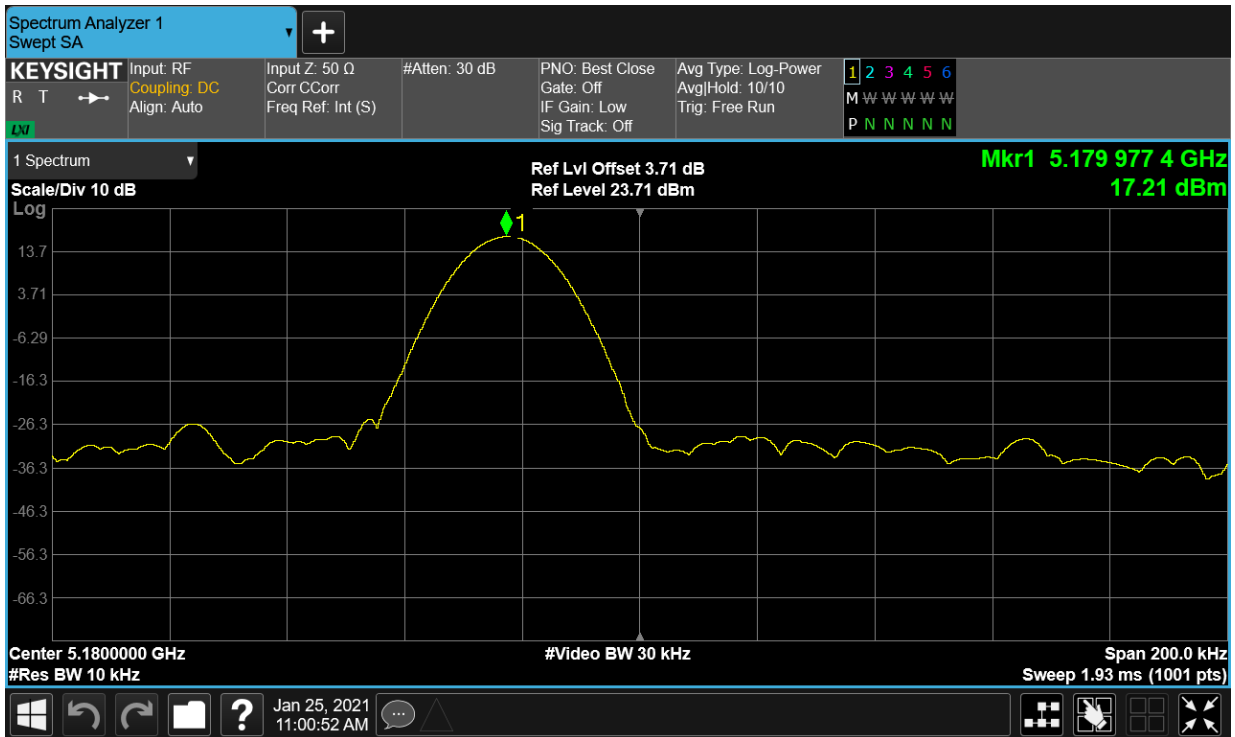 Spectrum Analyzer 1
Swept SA
KEYSIGHT
R T
LXI
Input: RF
Coupling: DC
Align: Auto
Input Z: 50 Ω
Corr CCorr
Freq Ref: Int (S)
#Atten: 30 dB
PNO: Best Close
Gate: Off
IF Gain: Low
Sig Track: Off
Avg Type: Log-Power
Avg|Hold: 10/10
Trig: Free Run
1 2 3 4 5 6
M W W W W W
P N N N N N
1 Spectrum
Scale/Div 10 dB
Log
Ref Lvl Offset 3.71 dB
Ref Level 23.71 dBm
Mkr1 5.179 977 4 GHz
17.21 dBm
1
13.7
3.71
-6.29
-16.3
-26.3
-36.3
-46.3
-56.3
-66.3
Center 5.1800000 GHz
#Res BW 10 kHz
#Video BW 30 kHz
Span 200.0 kHz
Sweep 1.93 ms (1001 pts)
?
Jan 25, 2021
11:00:52 AM